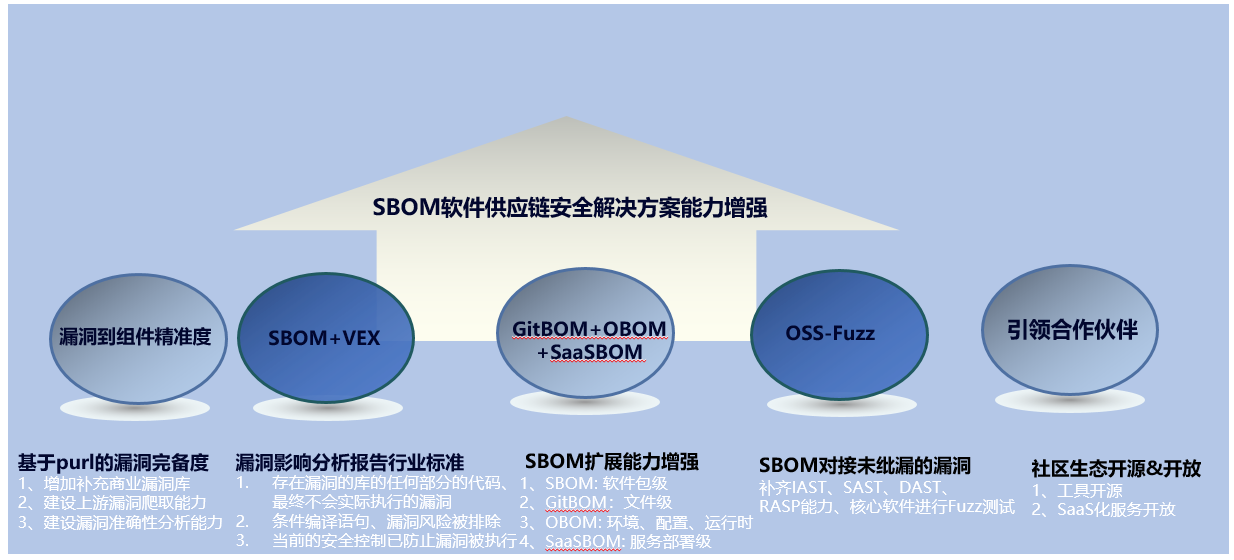 SBOM软件供应链安全解决方案能力增强
漏洞到组件精准度
SBOM+VEX
GitBOM+OBOM
+SaaSBOM
OSS-Fuzz
引领合作伙伴
基于purl的漏洞完备度
1、增加补充商业漏洞库
2、建设上游漏洞爬取能力
3、建设漏洞准确性分析能力
漏洞影响分析报告行业标准
1. 存在漏洞的库的任何部分的代码、
最终不会实际执行的漏洞
2. 条件编译语句、漏洞风险被排除
3. 当前的安全控制已防止漏洞被执行
SBOM扩展能力增强
1、SBOM: 软件包级
2、GitBOM：文件级
3、OBOM: 环境、配置、运行时
4、SaaSBOM: 服务部署级
SBOM对接未纰漏的漏洞
补齐IAST、SAST、DAST、
RASP能力、核心软件进行Fuzz测试
社区生态开源&开放
1、工具开源
2、SaaS化服务开放